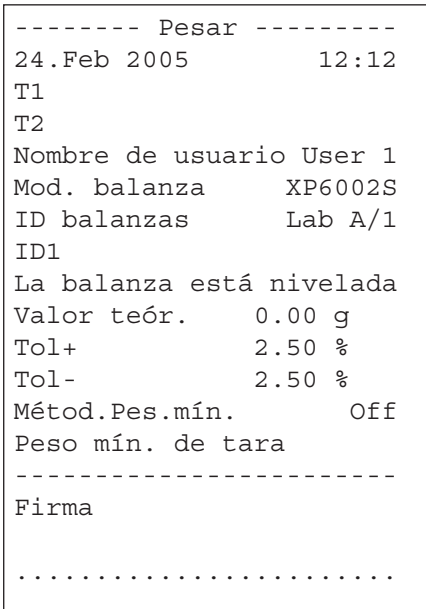 -------- Pesar ---------
24.Feb 2005        12:12
T1
T2
Nombre de usuario User 1
Mod. balanza     XP6002S
ID balanzas      Lab A/1
ID1
La balanza está nivelada
Valor teór.    0.00 g
Tol+           2.50 %
Tol-           2.50 %
Métod.Pes.mín.       Off
Peso mín. de tara
------------------------
Firma
........................